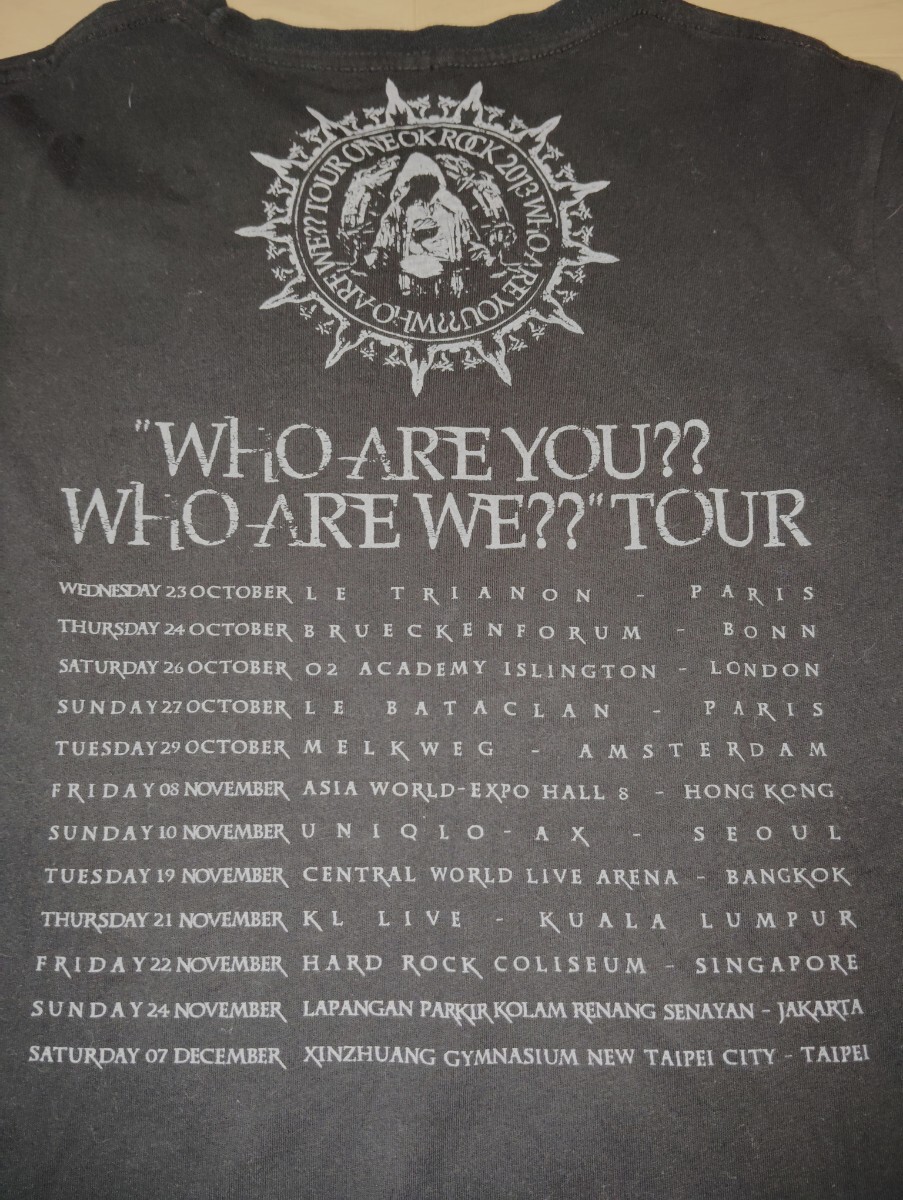 TOUR ONE OK ROCK 2013 WHO ARE YOU??? WHO ARE WE??
"WHO ARE YOU??
WHO ARE WE??" TOUR
WEDNESDAY 23 OCTOBER LE TRIANON - PARIS
THURSDAY 24 OCTOBER BRUECKENFORUM - BONN
SATURDAY 26 OCTOBER O2 ACADEMY ISLINGTON - LONDON
SUNDAY 27 OCTOBER LE BATACLAN - PARIS
TUESDAY 29 OCTOBER MELKWEG - AMSTERDAM
FRIDAY 08 NOVEMBER ASIA WORLD-EXPO HALL 8 - HONG KONG
SUNDAY 10 NOVEMBER UNIQLO-AX - SEOUL
TUESDAY 19 NOVEMBER CENTRAL WORLD LIVE ARENA - BANGKOK
THURSDAY 21 NOVEMBER KL LIVE - KUALA LUMPUR
FRIDAY 22 NOVEMBER HARD ROCK COLISEUM - SINGAPORE
SUNDAY 24 NOVEMBER LAPANGAN PARKIR KOLAM RENANG SENAYAN - JAKARTA
SATURDAY 07 DECEMBER XINZHUANG GYMNASIUM NEW TAIPEI CITY - TAIPEI